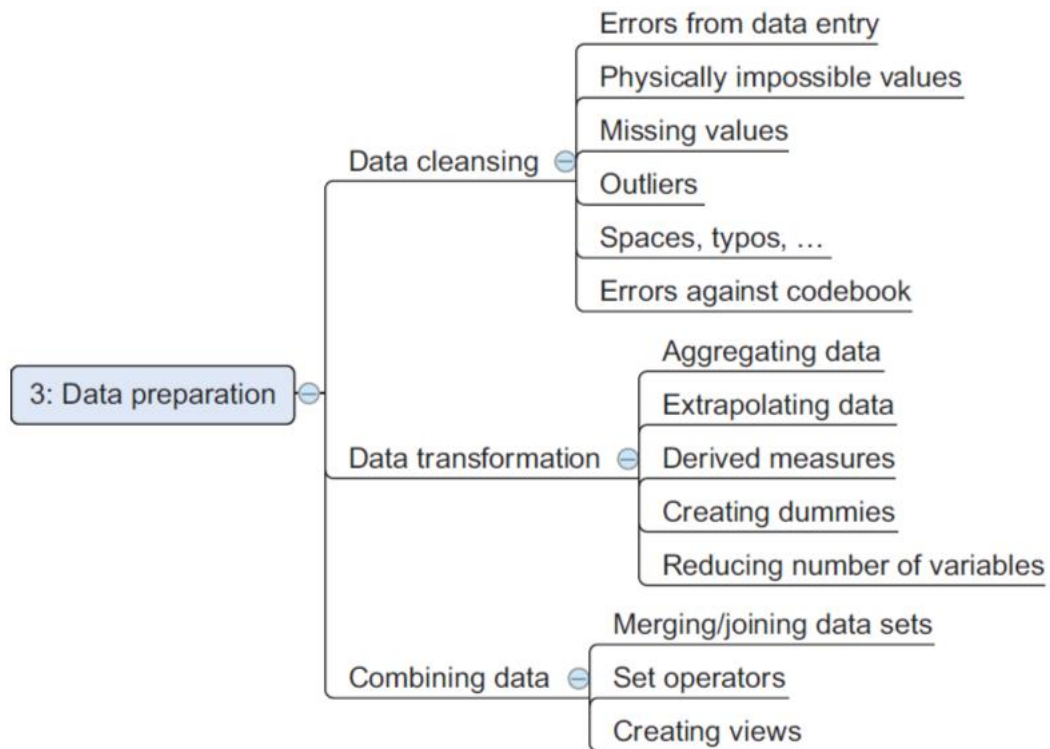 Errors from data entry
Physically impossible values
Missing values
Data cleansing
Outliers
Spaces, typos, …
Errors against codebook
Aggregating data
3: Data preparation
Extrapolating data
Data transformation
Derived measures
Creating dummies
Reducing number of variables
Merging/joining data sets
Combining data
Set operators
Creating views